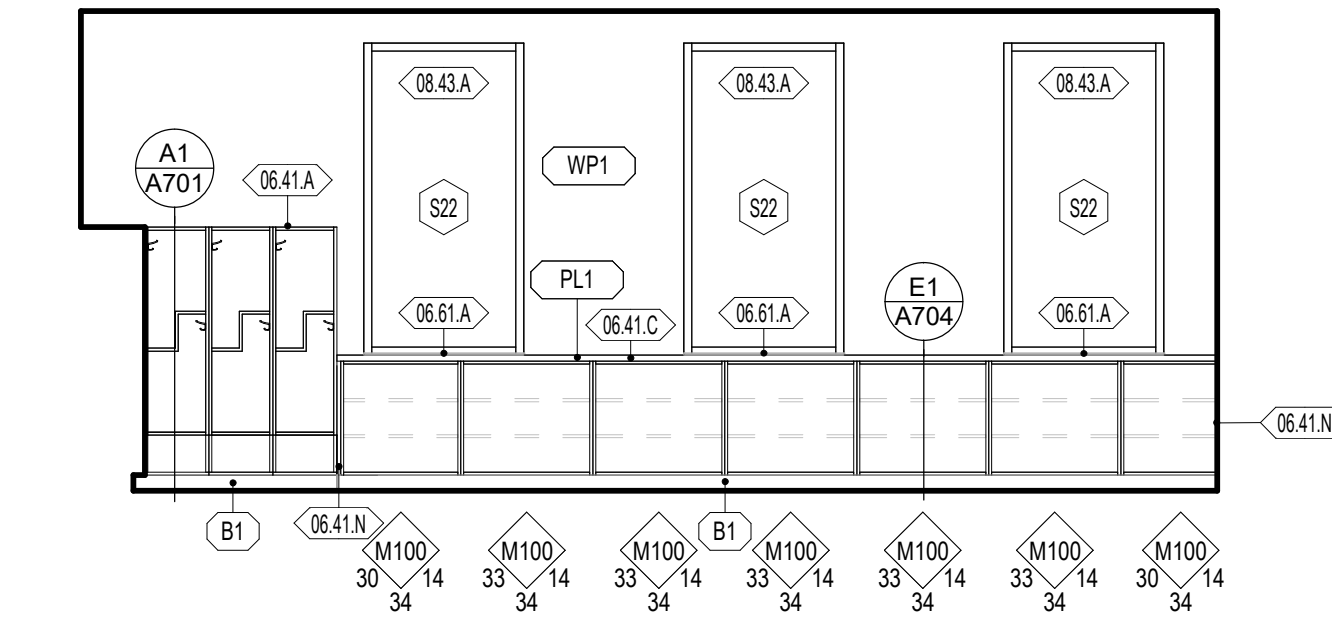 08.43.A 08.43.A 08.43.A
A1
A701
06.41.A
WP1
S22 S22 S22
PL1
06.61.A 06.61.A 06.61.A
06.41.C
E1
A704
06.41.N
B1
06.41.N
B1
M100 M100 M100 M100 M100 M100 M100
30 14 33 14 33 14 33 14 33 14 33 14 30 14
34 34 34 34 34 34 34